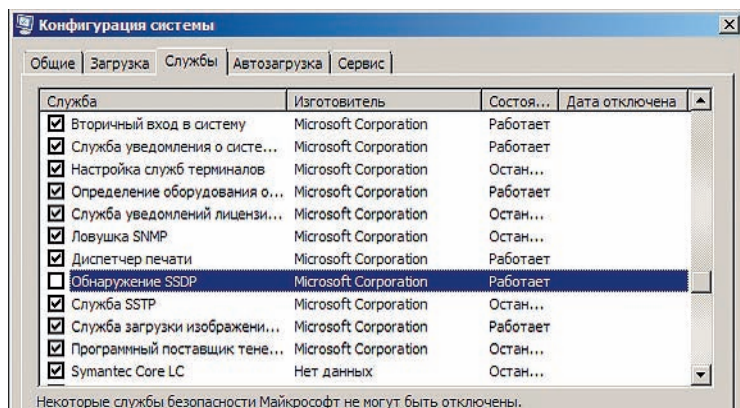 Конфигурация системы
Общие Загрузка Службы Автозагрузка Сервис
Служба Изготовитель Состоя... Дата отключена
Вторичный вход в систему Microsoft Corporation Работает
Служба уведомления о систе... Microsoft Corporation Работает
Настройка служб терминалов Microsoft Corporation Остан...
Определение оборудования о... Microsoft Corporation Работает
Служба уведомлений лицензи... Microsoft Corporation Остан...
Ловушка SNMP Microsoft Corporation Остан...
Диспетчер печати Microsoft Corporation Работает
Обнаружение SSDP Microsoft Corporation Работает
Служба SSTP Microsoft Corporation Остан...
Служба загрузки изображени... Microsoft Corporation Работает
Программный поставщик тене... Microsoft Corporation Остан...
Symantec Core LC Нет данных Остан...
Некоторые службы безопасности Майкрософт не могут быть отключены.